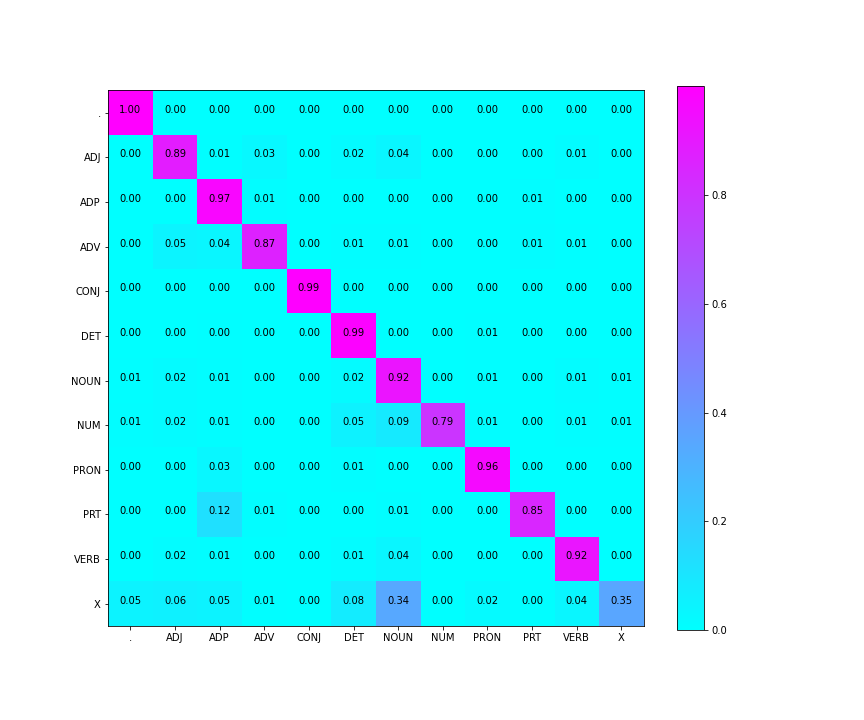 . 1.00 0.00 0.00 0.00 0.00 0.00 0.00 0.00 0.00 0.00 0.00 0.00
ADJ 0.00 0.89 0.01 0.03 0.00 0.02 0.04 0.00 0.00 0.00 0.01 0.00
ADP 0.00 0.00 0.97 0.01 0.00 0.00 0.00 0.00 0.00 0.01 0.00 0.00
ADV 0.00 0.05 0.04 0.87 0.00 0.01 0.01 0.00 0.00 0.01 0.01 0.00
CONJ 0.00 0.00 0.00 0.00 0.99 0.00 0.00 0.00 0.00 0.00 0.00 0.00
DET 0.00 0.00 0.00 0.00 0.00 0.99 0.00 0.00 0.01 0.00 0.00 0.00
NOUN 0.01 0.02 0.01 0.00 0.00 0.02 0.92 0.00 0.01 0.00 0.01 0.01
NUM 0.01 0.02 0.01 0.00 0.00 0.05 0.09 0.79 0.01 0.00 0.01 0.01
PRON 0.00 0.00 0.03 0.00 0.00 0.01 0.00 0.00 0.96 0.00 0.00 0.00
PRT 0.00 0.00 0.12 0.01 0.00 0.00 0.01 0.00 0.00 0.85 0.00 0.00
VERB 0.00 0.02 0.01 0.00 0.00 0.01 0.04 0.00 0.00 0.00 0.92 0.00
X 0.05 0.06 0.05 0.01 0.00 0.08 0.34 0.00 0.02 0.00 0.04 0.35
. ADJ ADP ADV CONJ DET NOUN NUM PRON PRT VERB X
0.8
0.6
0.4
0.2
0.0